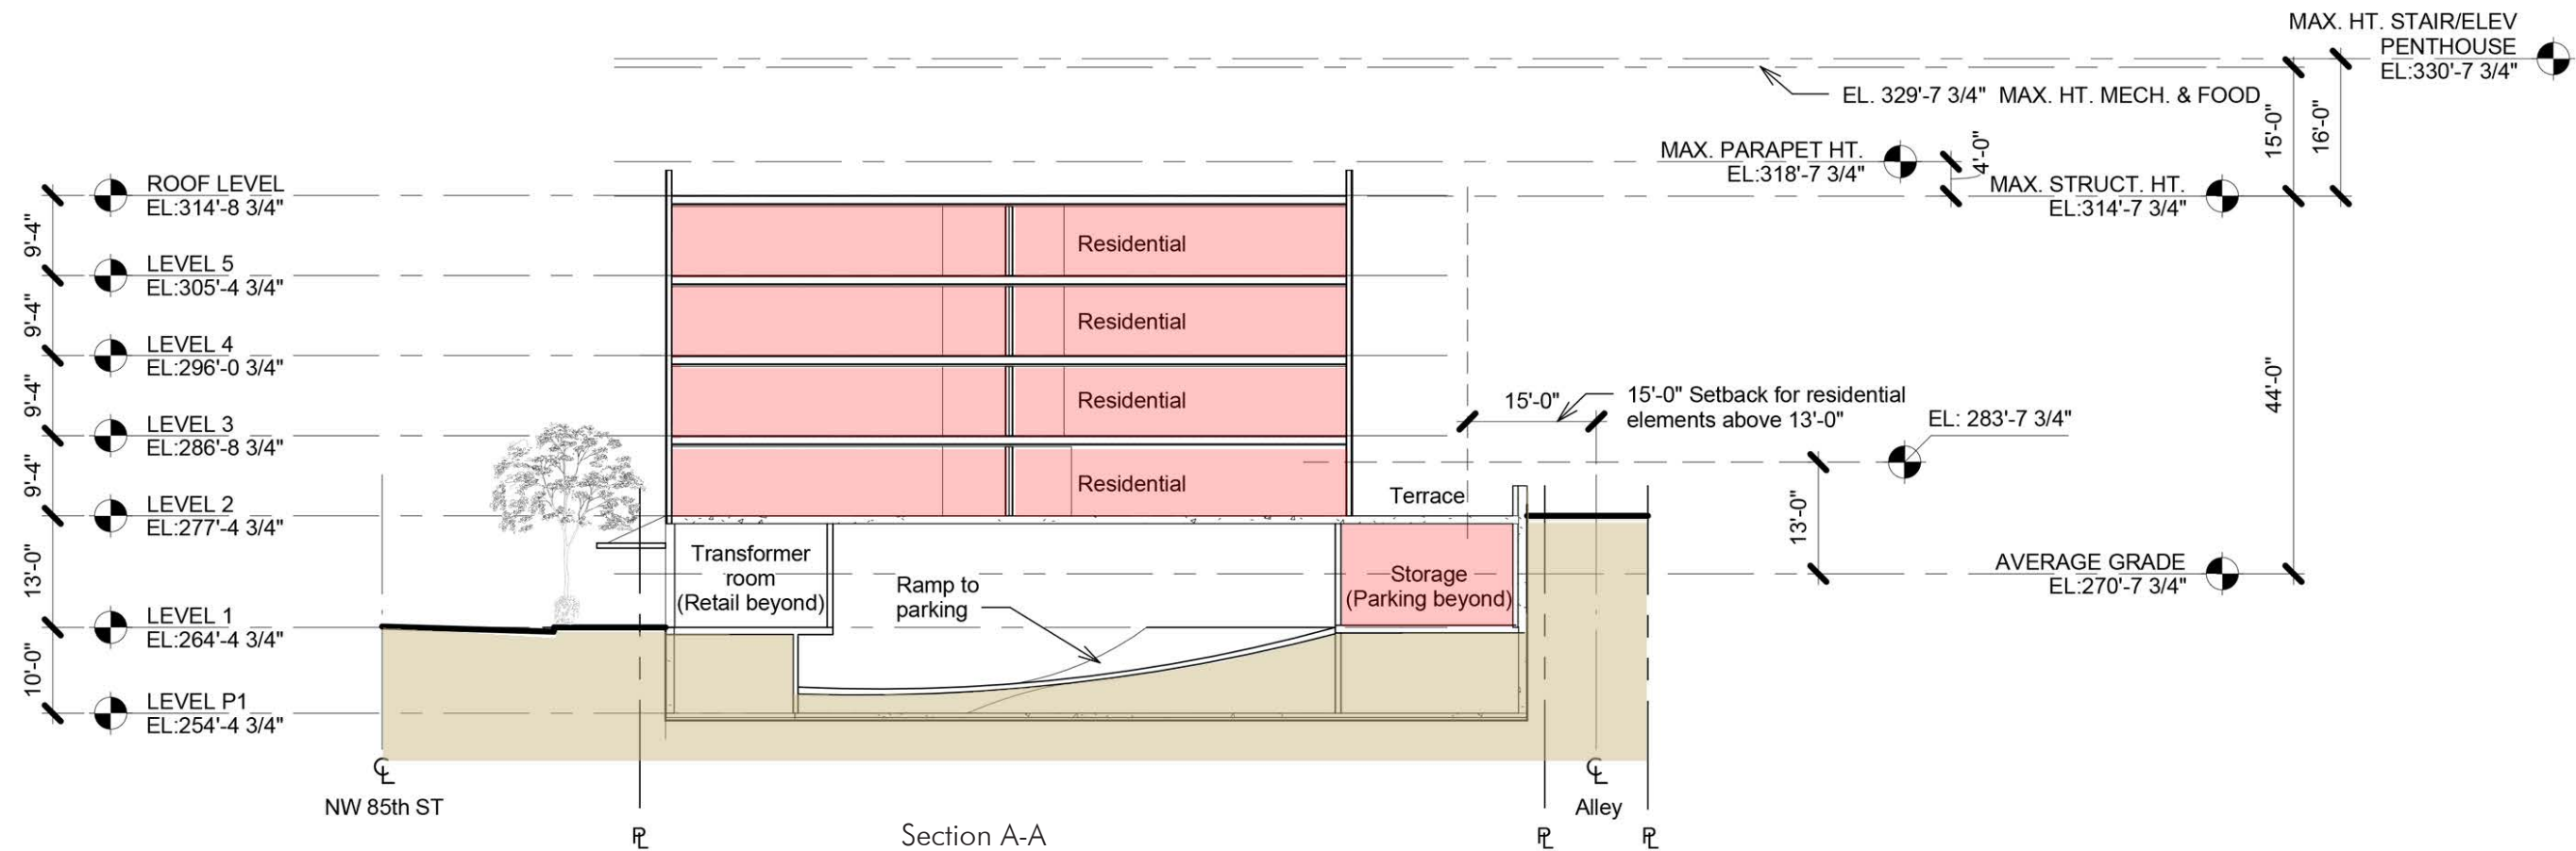 MAX. HT. STAIR/ELEV
PENTHOUSE
EL:330'-7 3/4"
EL. 329'-7 3/4" MAX. HT. MECH. & FOOD
15'-0"
16'-0"
MAX. PARAPET HT.
EL:318'-7 3/4"
4'-0"
MAX. STRUCT. HT.
EL:314'-7 3/4"
ROOF LEVEL
EL:314'-8 3/4"
9'-4"
Residential
LEVEL 5
EL:305'-4 3/4"
9'-4"
Residential
LEVEL 4
EL:296'-0 3/4"
9'-4"
Residential
44'-0"
15'-0"
15'-0" Setback for residential
elements above 13'-0"
EL: 283'-7 3/4"
LEVEL 3
EL:286'-8 3/4"
9'-4"
Residential
Terrace
LEVEL 2
EL:277'-4 3/4"
13'-0"
13'-0"
Transformer
room
(Retail beyond)
Ramp to
parking
Storage
(Parking beyond)
AVERAGE GRADE
EL:270'-7 3/4"
LEVEL 1
EL:264'-4 3/4"
10'-0"
LEVEL P1
EL:254'-4 3/4"
CL
NW 85th ST
CL
Alley
PL
Section A-A
PL
PL